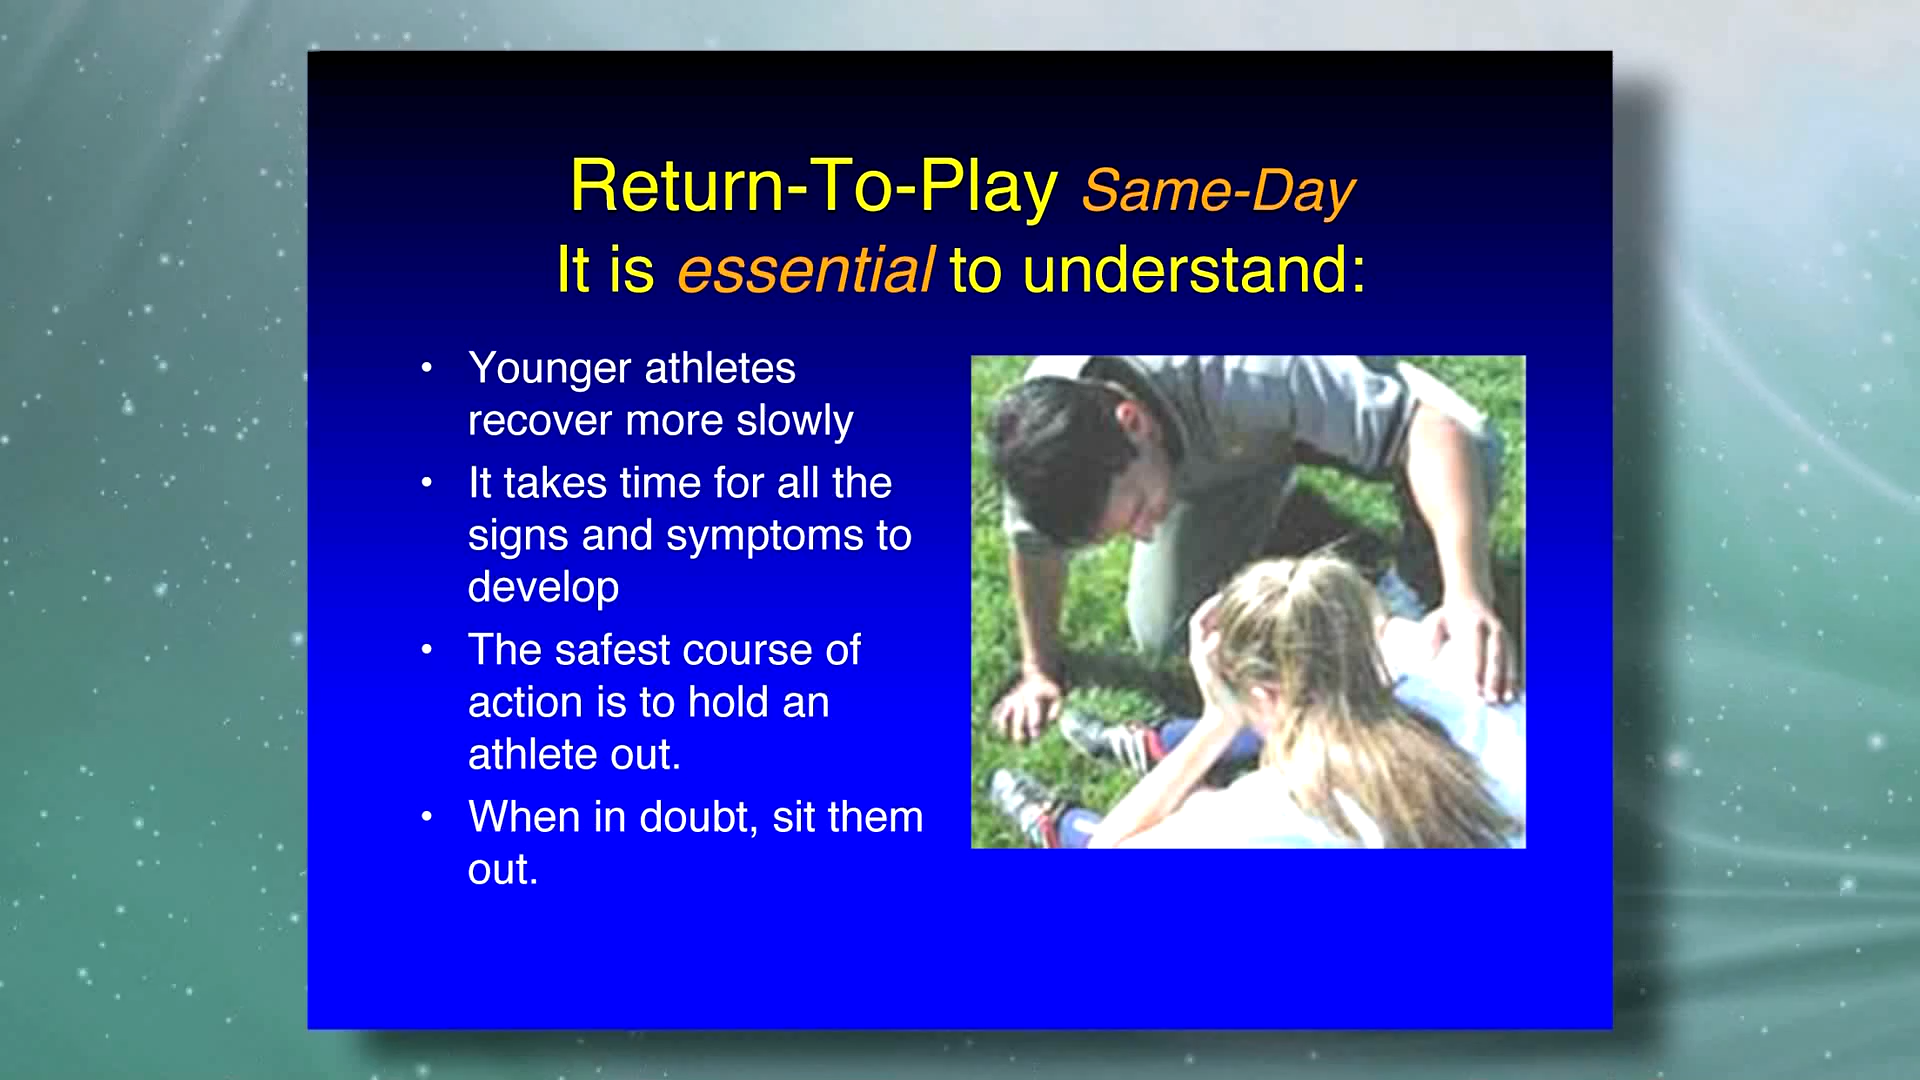 Return-To-Play Same-Day
It is essential to understand:
• Younger athletes
recover more slowly
• It takes time for all the
signs and symptoms to
develop
• The safest course of
action is to hold an
athlete out.
• When in doubt, sit them
out.